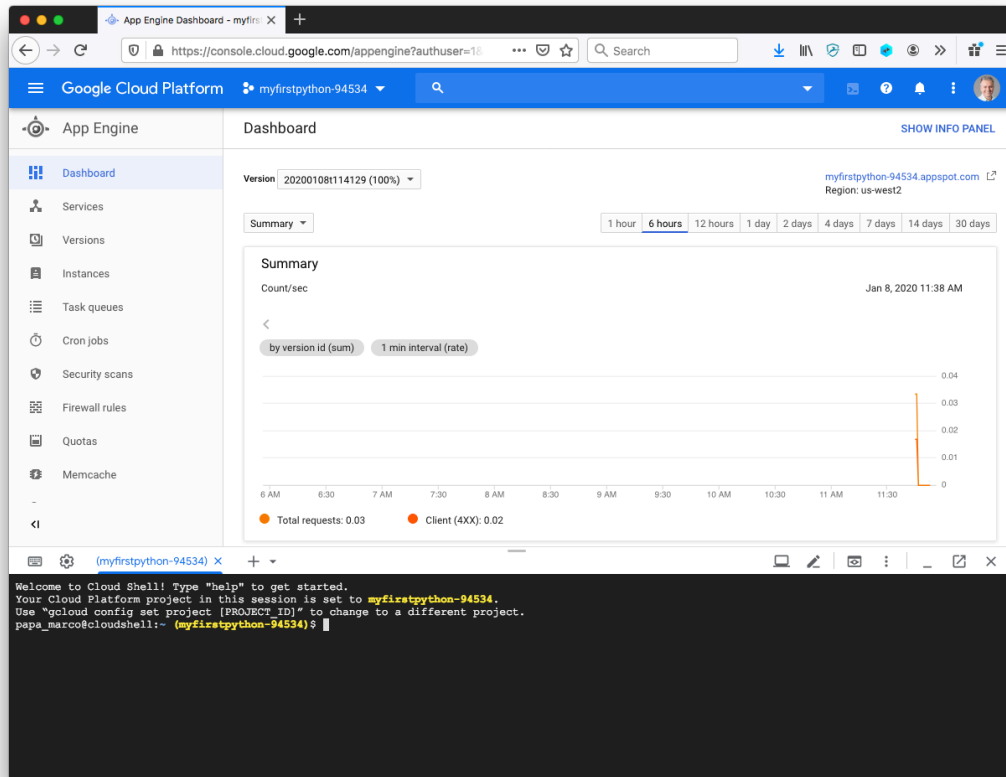 App Engine Dashboard - myfirs
https://console.cloud.google.com/appengine?authuser=1
Search
Google Cloud Platform
myfirstpython-94534
App Engine
Dashboard
SHOW INFO PANEL
Dashboard
Services
Versions
Instances
Task queues
Cron jobs
Security scans
Firewall rules
Quotas
Memcache
Version 20200108t114129 (100%)
myfirstpython-94534.appspot.com
Region: us-west2
Summary
1 hour 6 hours 12 hours 1 day 2 days 4 days 7 days 14 days 30 days
Summary
Count/sec
Jan 8, 2020 11:38 AM
by version id (sum) 1 min interval (rate)
0.04
0.03
0.02
0.01
0
6 AM 6:30 7 AM 7:30 8 AM 8:30 9 AM 9:30 10 AM 10:30 11 AM 11:30
Total requests: 0.03 Client (4XX): 0.02
(myfirstpython-94534)
Welcome to Cloud Shell! Type "help" to get started.
Your Cloud Platform project in this session is set to myfirstpython-94534.
Use “gcloud config set project [PROJECT_ID]” to change to a different project.
papa_marco@cloudshell:~ (myfirstpython-94534)$